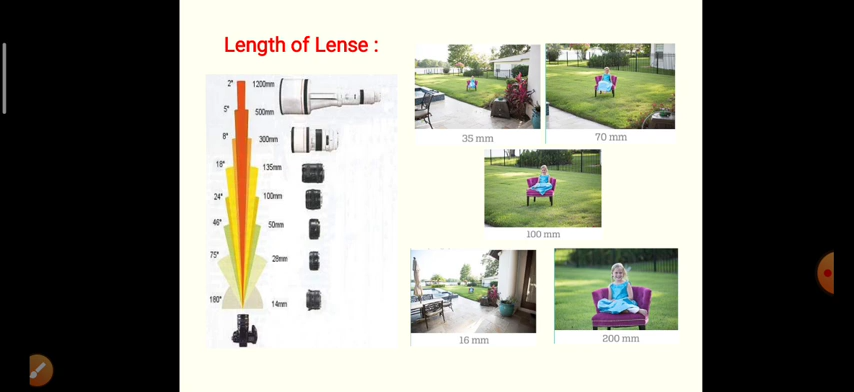 Length of Lense :
2° 1200mm
5° 500mm
8° 300mm
18° 135mm
24° 100mm
46° 50mm
75° 28mm
180° 14mm
35 mm
70 mm
100 mm
16 mm
200 mm